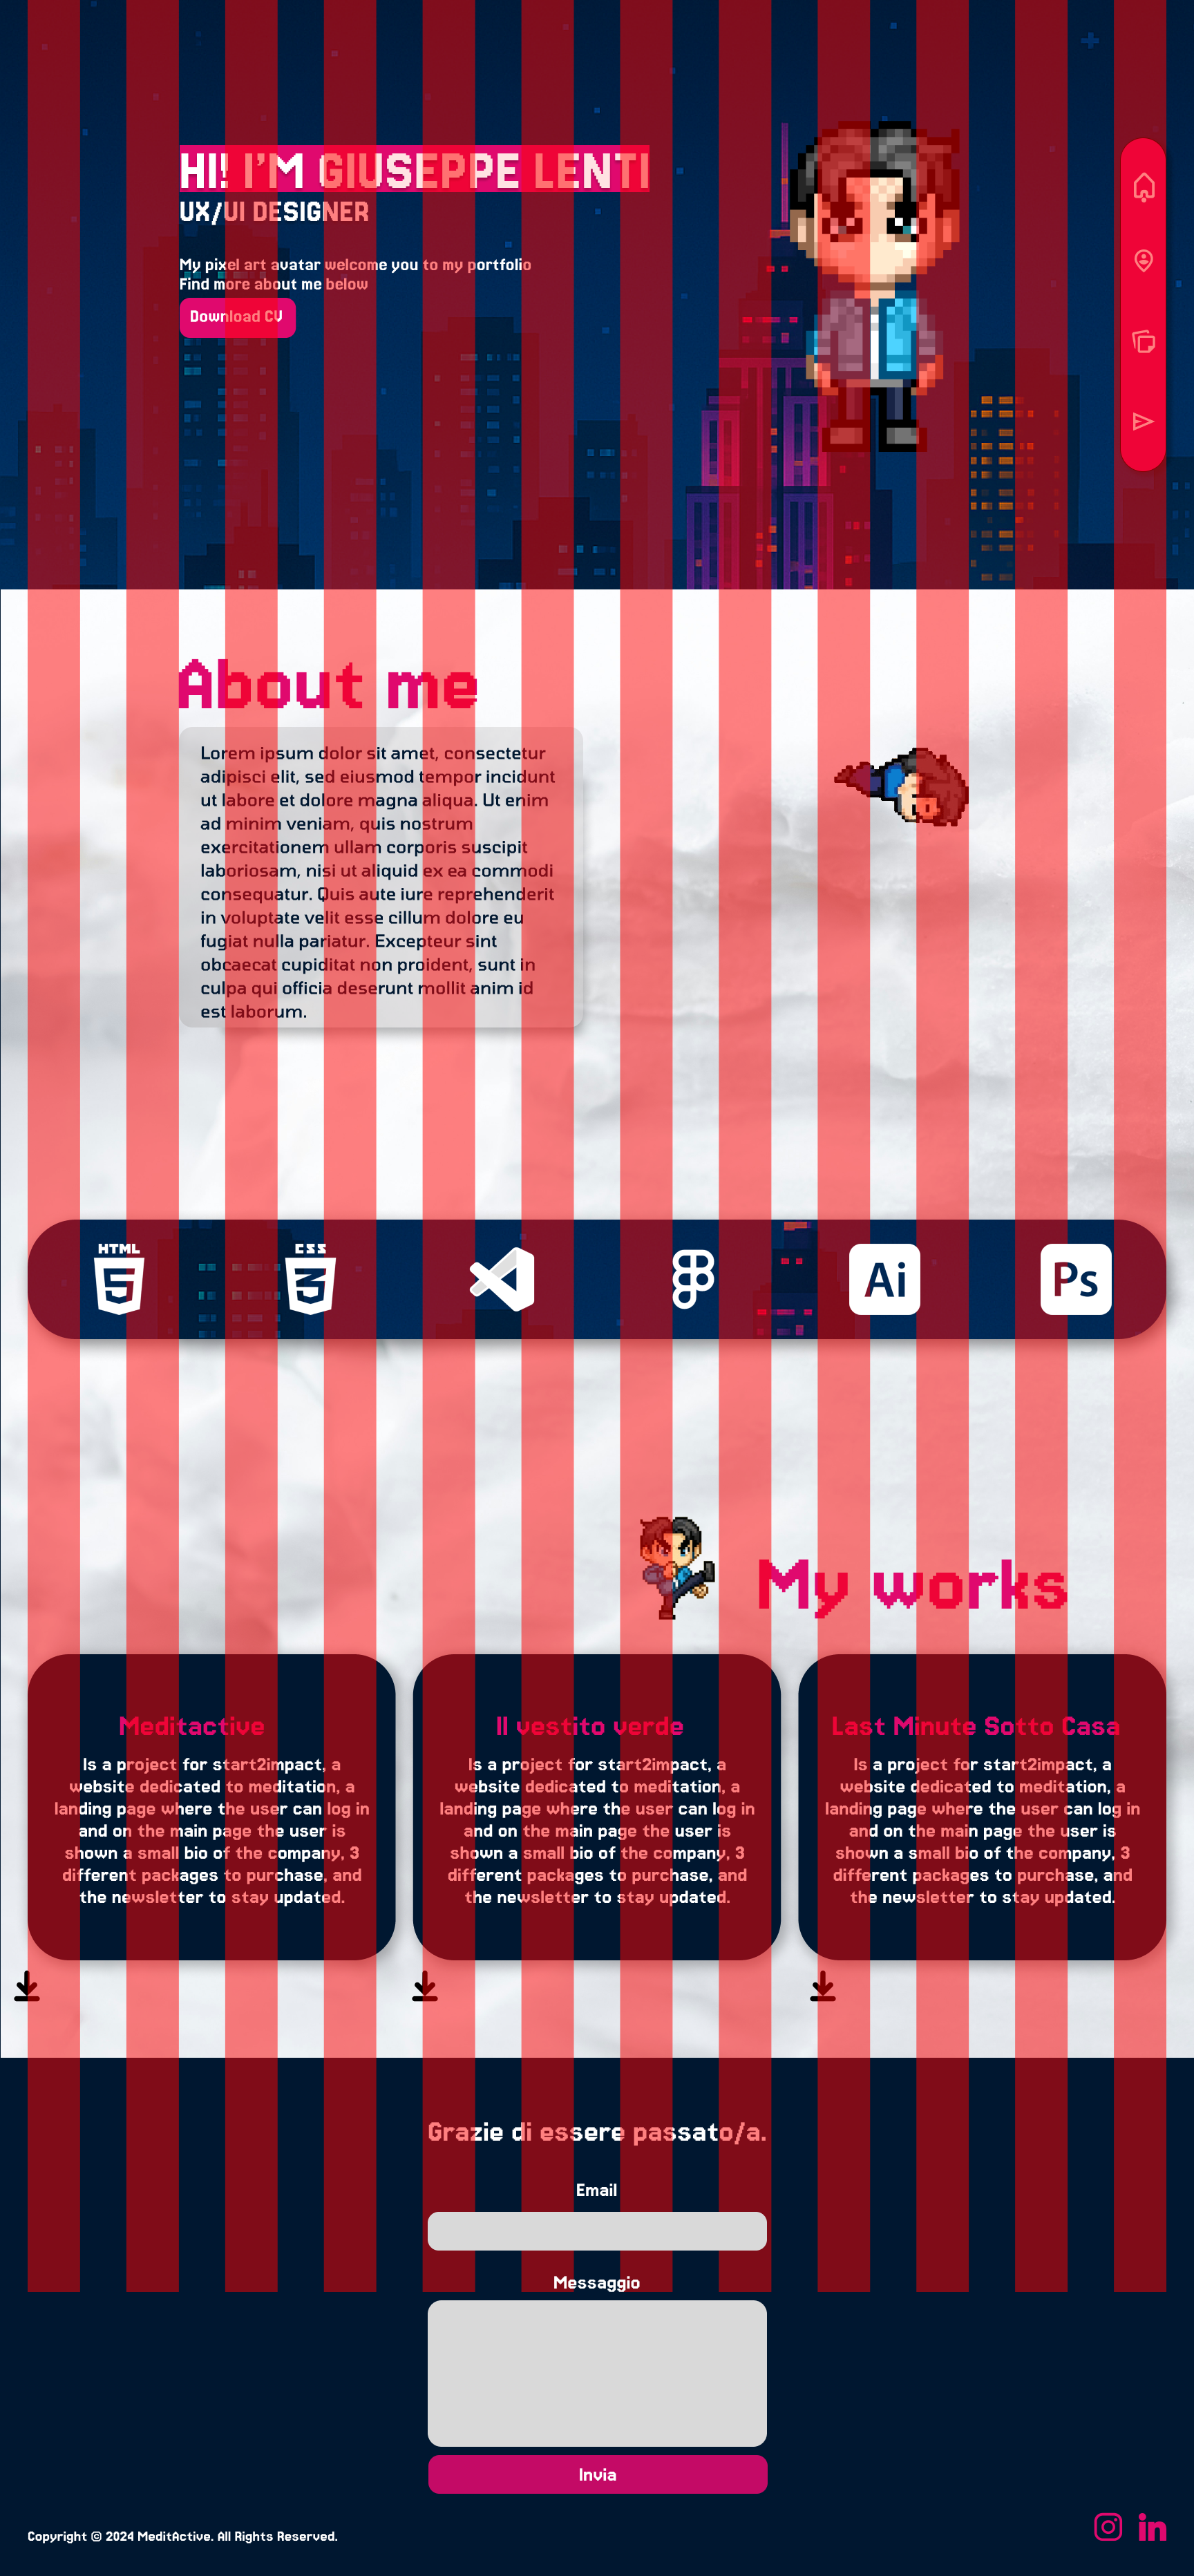 HI! I'M GIUSEPPE LENTI
UX/UI DESIGNER
My pixel art avatar welcome you to my portfolio
Find more about me below
Download CV
About me
Lorem ipsum dolor sit amet, consectetur
adipisci elit, sed eiusmod tempor incidunt
ut labore et dolore magna aliqua. Ut enim
ad minim veniam, quis nostrum
exercitationem ullam corporis suscipit
laboriosam, nisi ut aliquid ex ea commodi
consequatur. Quis aute iure reprehenderit
in voluptate velit esse cillum dolore eu
fugiat nulla pariatur. Excepteur sint
obcaecat cupiditat non proident, sunt in
culpa qui officia deserunt mollit anim id
est laborum.
HTML
5
CSS
3
Ai
Ps
My works
Meditactive
Is a project for start2impact, a
website dedicated to meditation, a
landing page where the user can log in
and on the main page the user is
shown a small bio of the company, 3
different packages to purchase, and
the newsletter to stay updated.
Il vestito verde
Is a project for start2impact, a
website dedicated to meditation, a
landing page where the user can log in
and on the main page the user is
shown a small bio of the company, 3
different packages to purchase, and
the newsletter to stay updated.
Last Minute Sotto Casa
Is a project for start2impact, a
website dedicated to meditation, a
landing page where the user can log in
and on the main page the user is
shown a small bio of the company, 3
different packages to purchase, and
the newsletter to stay updated.
Grazie di essere passato/a.
Email
Messaggio
Invia
Copyright © 2024 MeditActive. All Rights Reserved.
in